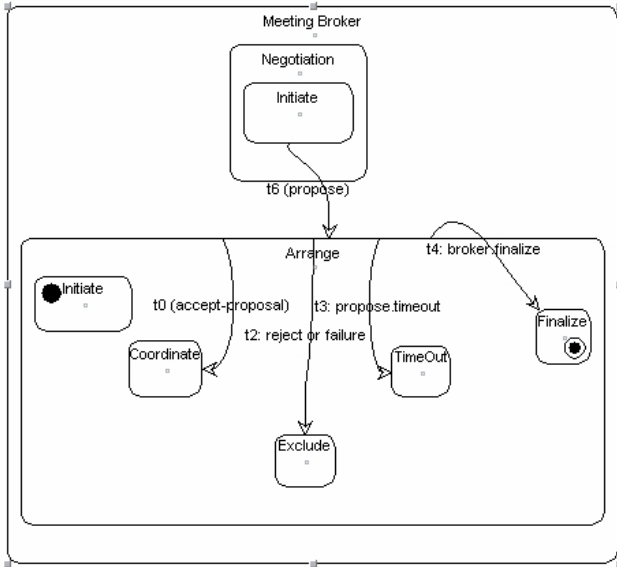 Meeting Broker
Negotiation
Initiate
t6 (propose)
Arrange
t4: broker.finalize
Initiate
t0 (accept-proposal)
t3: propose.timeout
Finalize
t2: reject or failure
Coordinate
TimeOut
Exclude